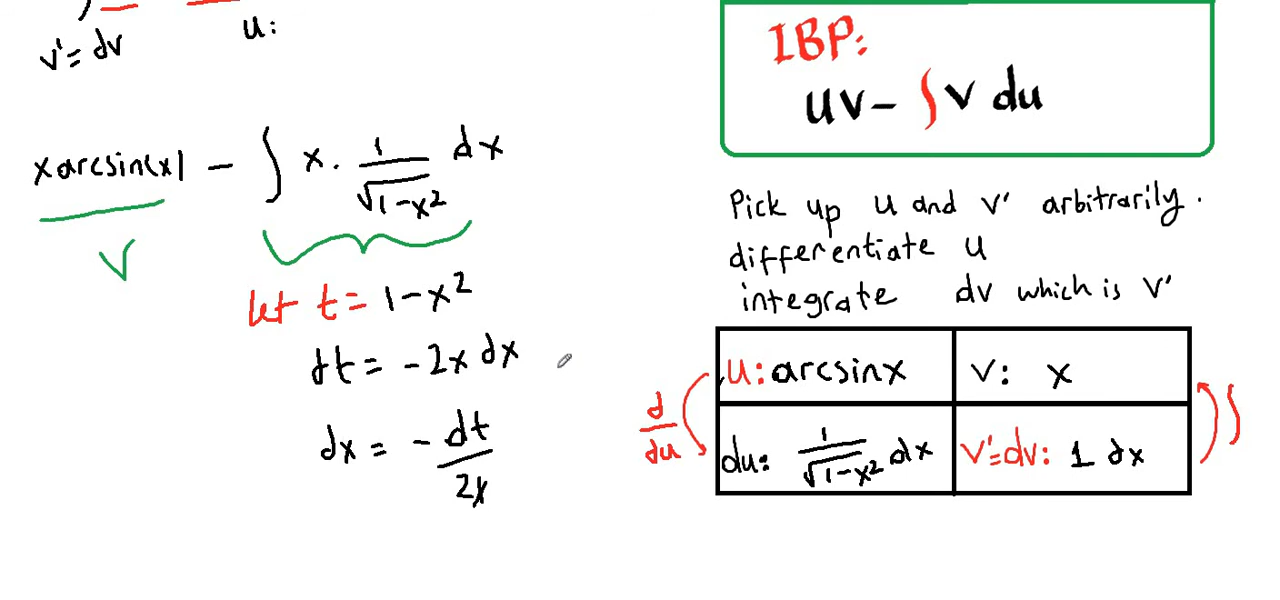 v'= dv
u:
x arcsin(x) - ∫ x · 1/√(1-x²) dx
√
let t = 1-x²
dt = -2x dx
dx = - dt/2x
IBP:
uv - ∫ v du
Pick up u and v' arbitrarily.
differentiate u
integrate dv which is v'
u: arcsinx v: x
d/du ∫
du: 1/√(1-x²) dx v'=dv: 1 dx